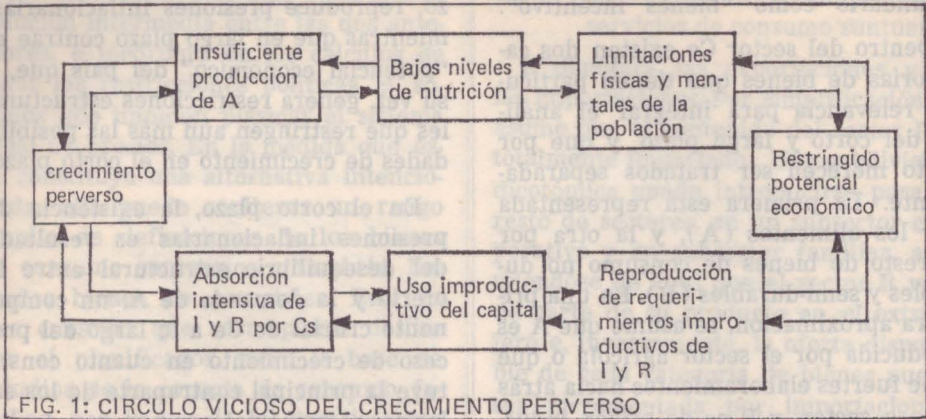 Insuficiente
producción
de A
Bajos niveles
de nutrición
Limitaciones
físicas y men-
tales de la
población
crecimiento
perverso
Restringido
potencial
económico
Absorción
intensiva de
I y R por Cs
Uso improduc-
tivo del capital
Reproducción
de requeri-
mientos impro-
ductivos de
I y R
FIG. 1: CIRCULO VICIOSO DEL CRECIMIENTO PERVERSO